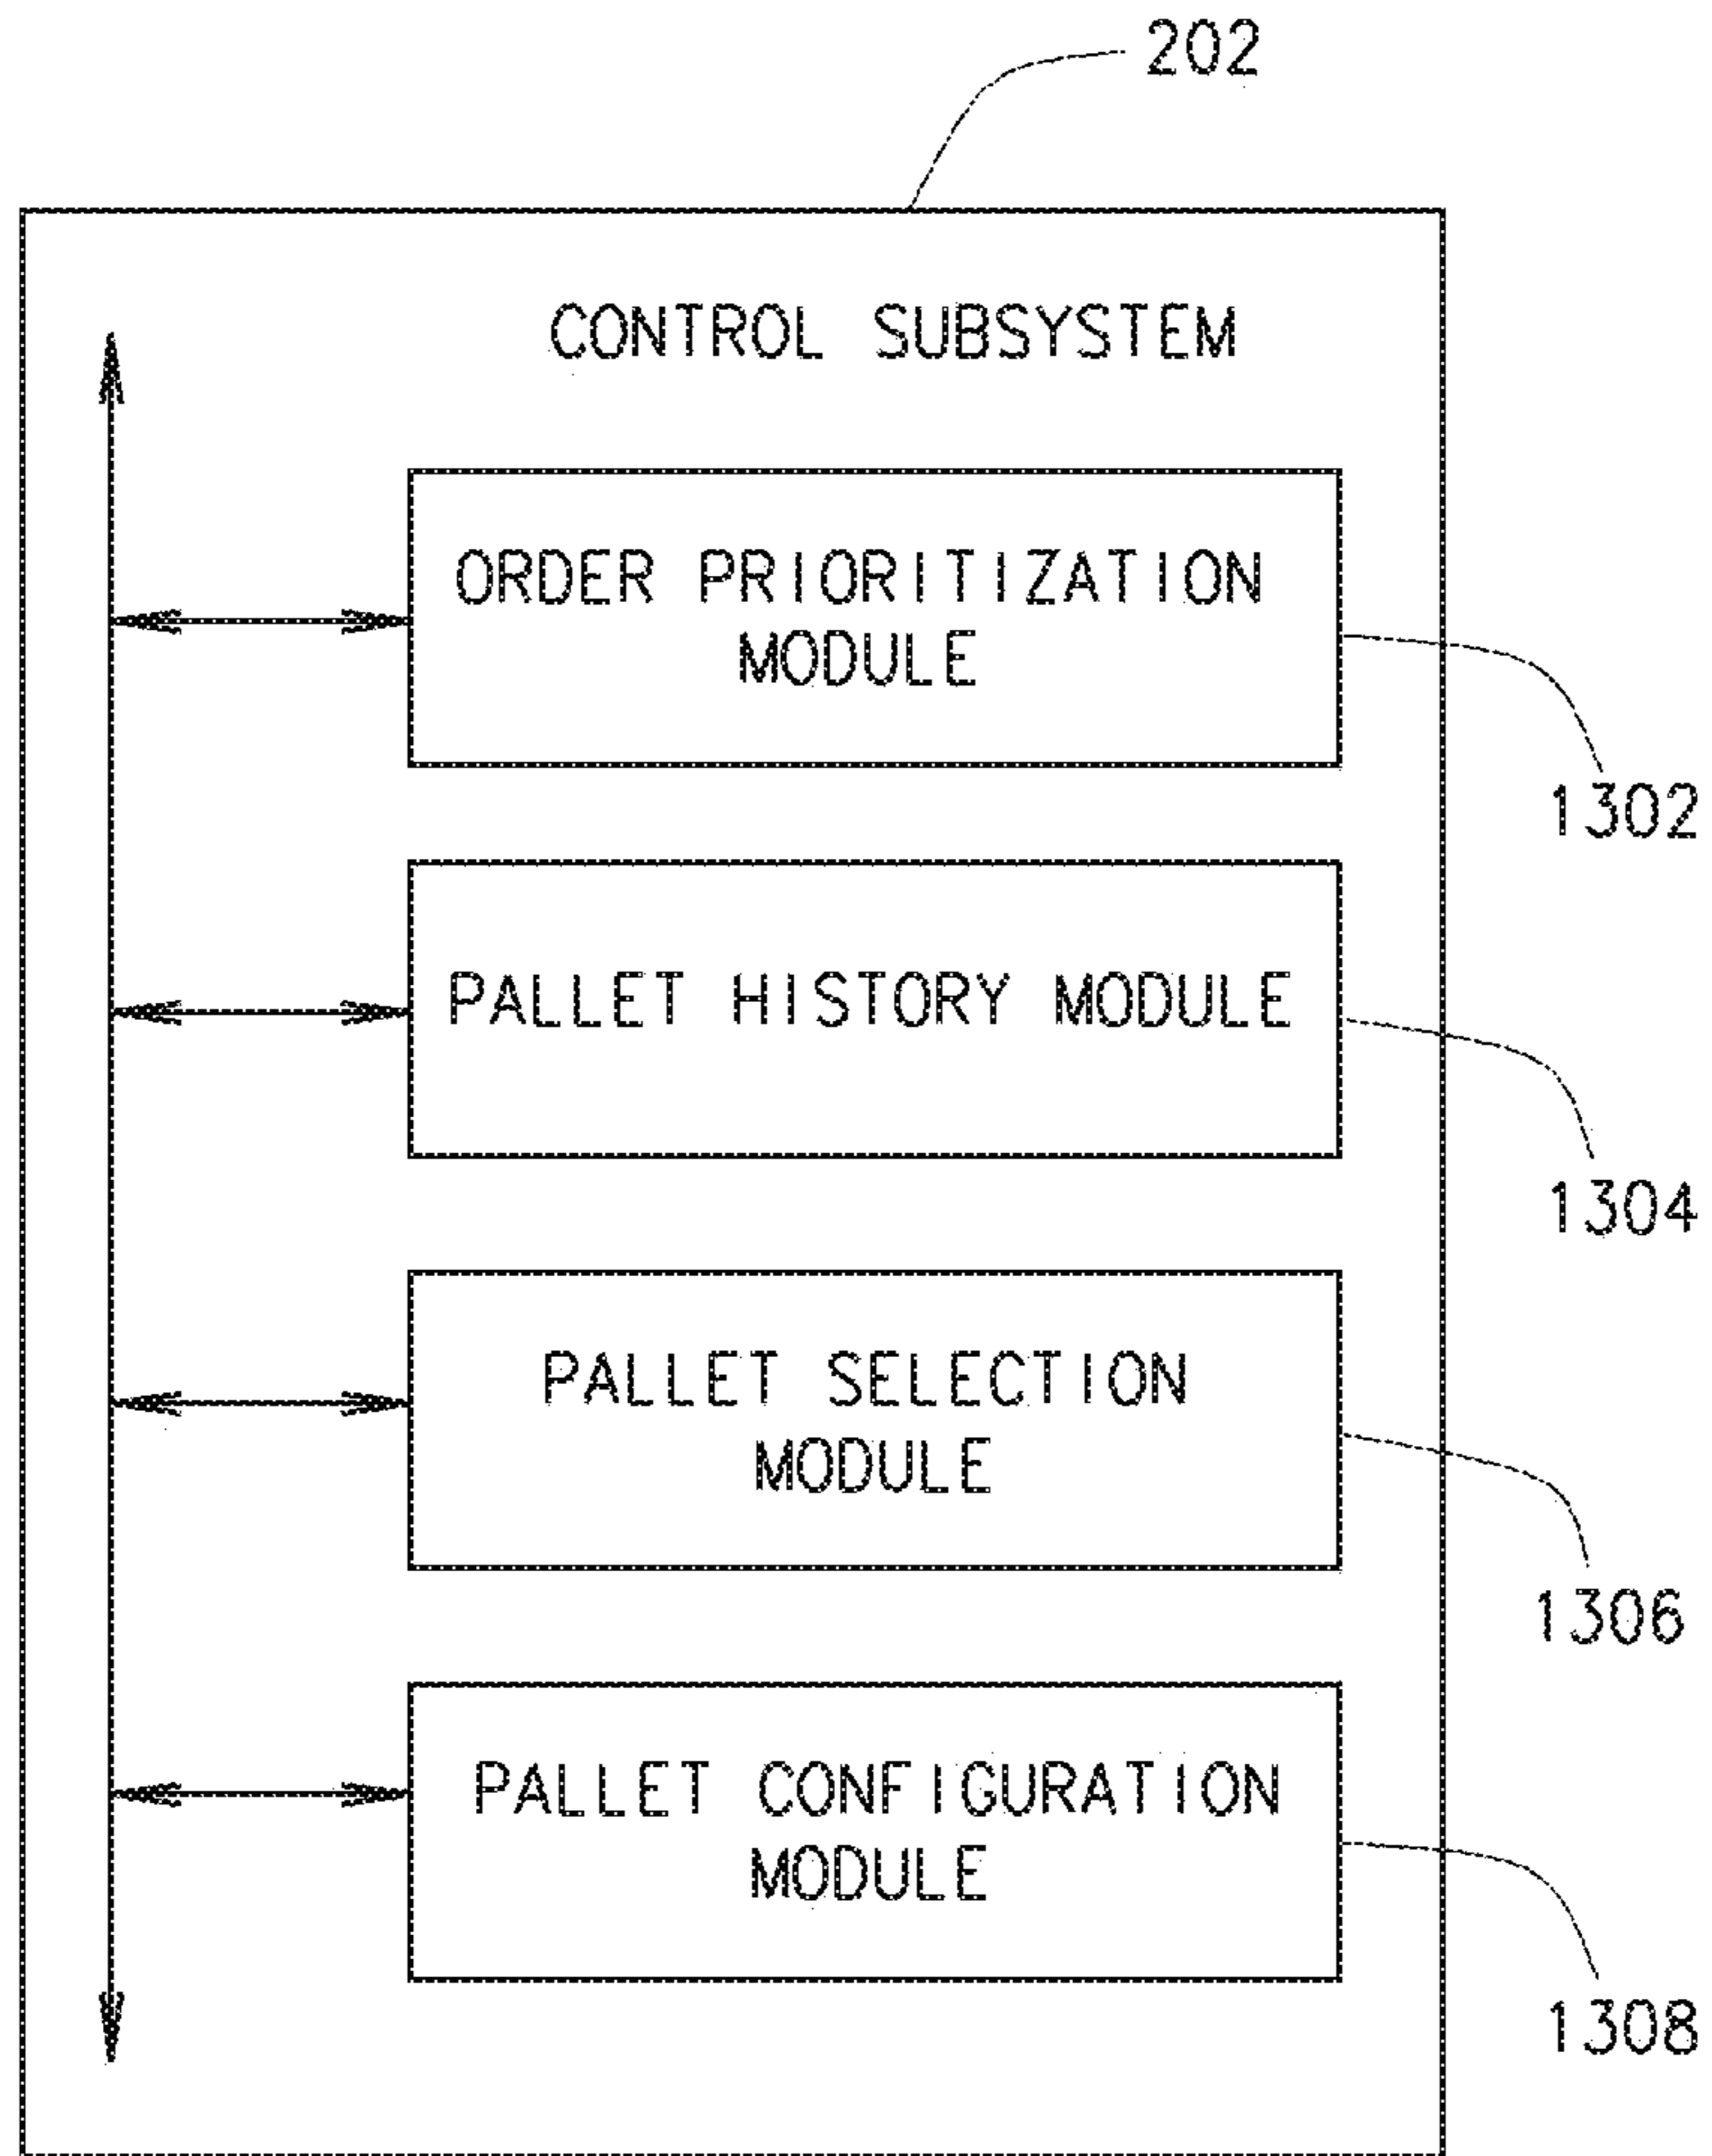 202
CONTROL SUBSYSTEM
ORDER PRIORITIZATION
MODULE
1302
PALLET HISTORY MODULE
1304
PALLET SELECTION
MODULE
1306
PALLET CONFIGURATION
MODULE
1308